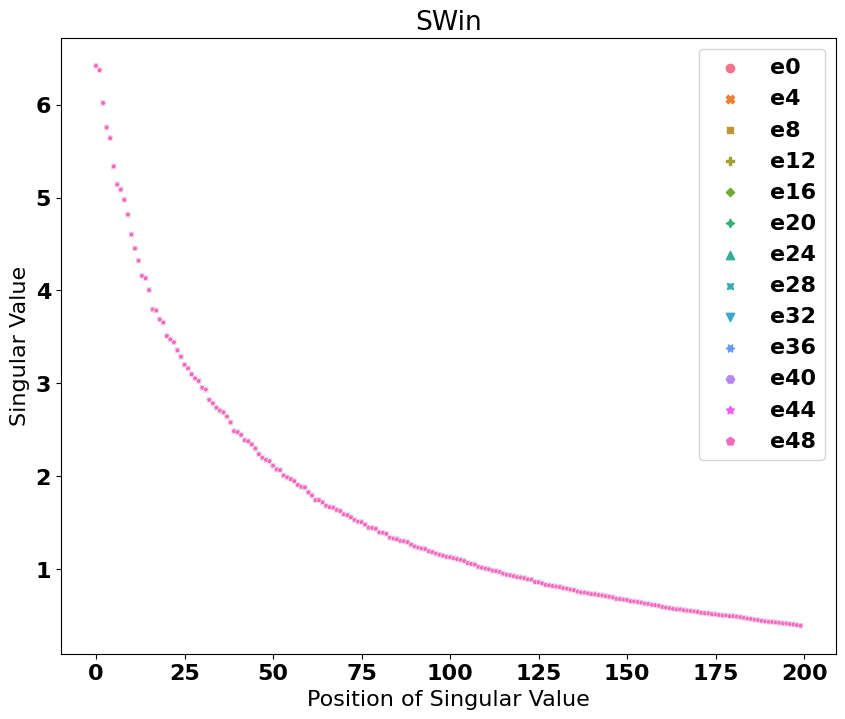 SWin
e0
e4
e8
e12
e16
e20
e24
e28
e32
e36
e40
e44
e48
6
5
4
3
2
1
Singular Value
0 25 50 75 100 125 150 175 200
Position of Singular Value